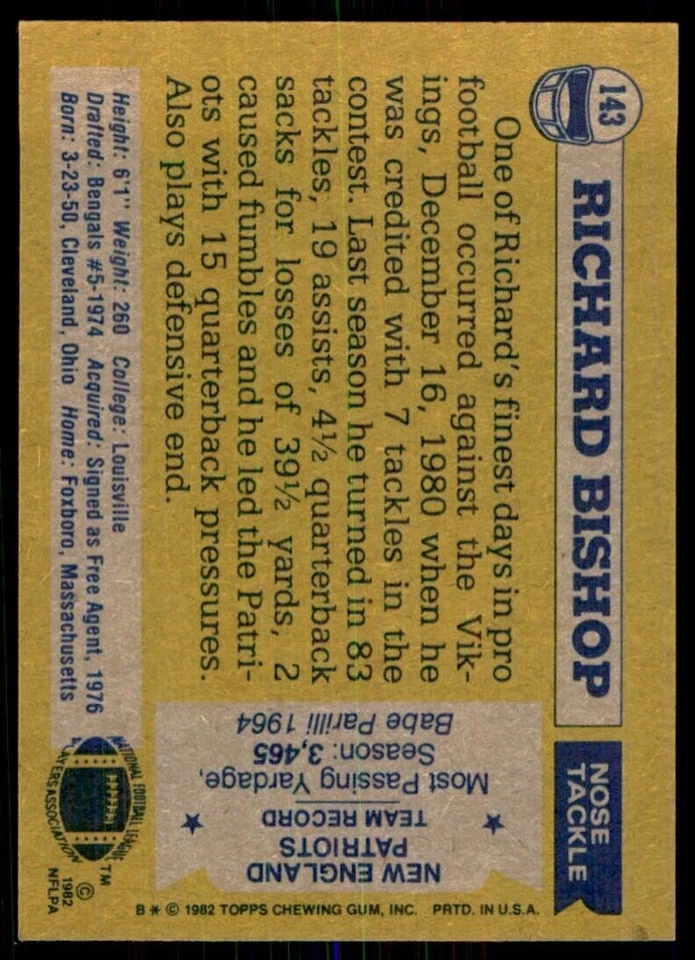 143
RICHARD BISHOP
NOSE
TACKLE
One of Richard's finest days in pro
football occurred against the Vik-
ings, December 16, 1980 when he
was credited with 7 tackles in the
contest. Last season he turned in 83
tackles, 19 assists, 4½ quarterback
sacks for losses of 39½ yards, 2
caused fumbles and he led the Patri-
ots with 15 quarterback pressures.
Also plays defensive end.
Height: 6'1" Weight: 260 College: Louisville
Drafted: Bengals #5-1974 Acquired: Signed as Free Agent, 1976
Born: 3-23-50, Cleveland, Ohio Home: Foxboro, Massachusetts
NEW ENGLAND
PATRIOTS
TEAM RECORD
Most Passing Yardage,
Season: 3,465
Babe Parilli 1964
NATIONAL FOOTBALL LEAGUE
PLAYERS ASSOCIATION
TM
© 1982
NFLPA
B * © 1982 TOPPS CHEWING GUM, INC. PRTD. IN U.S.A.